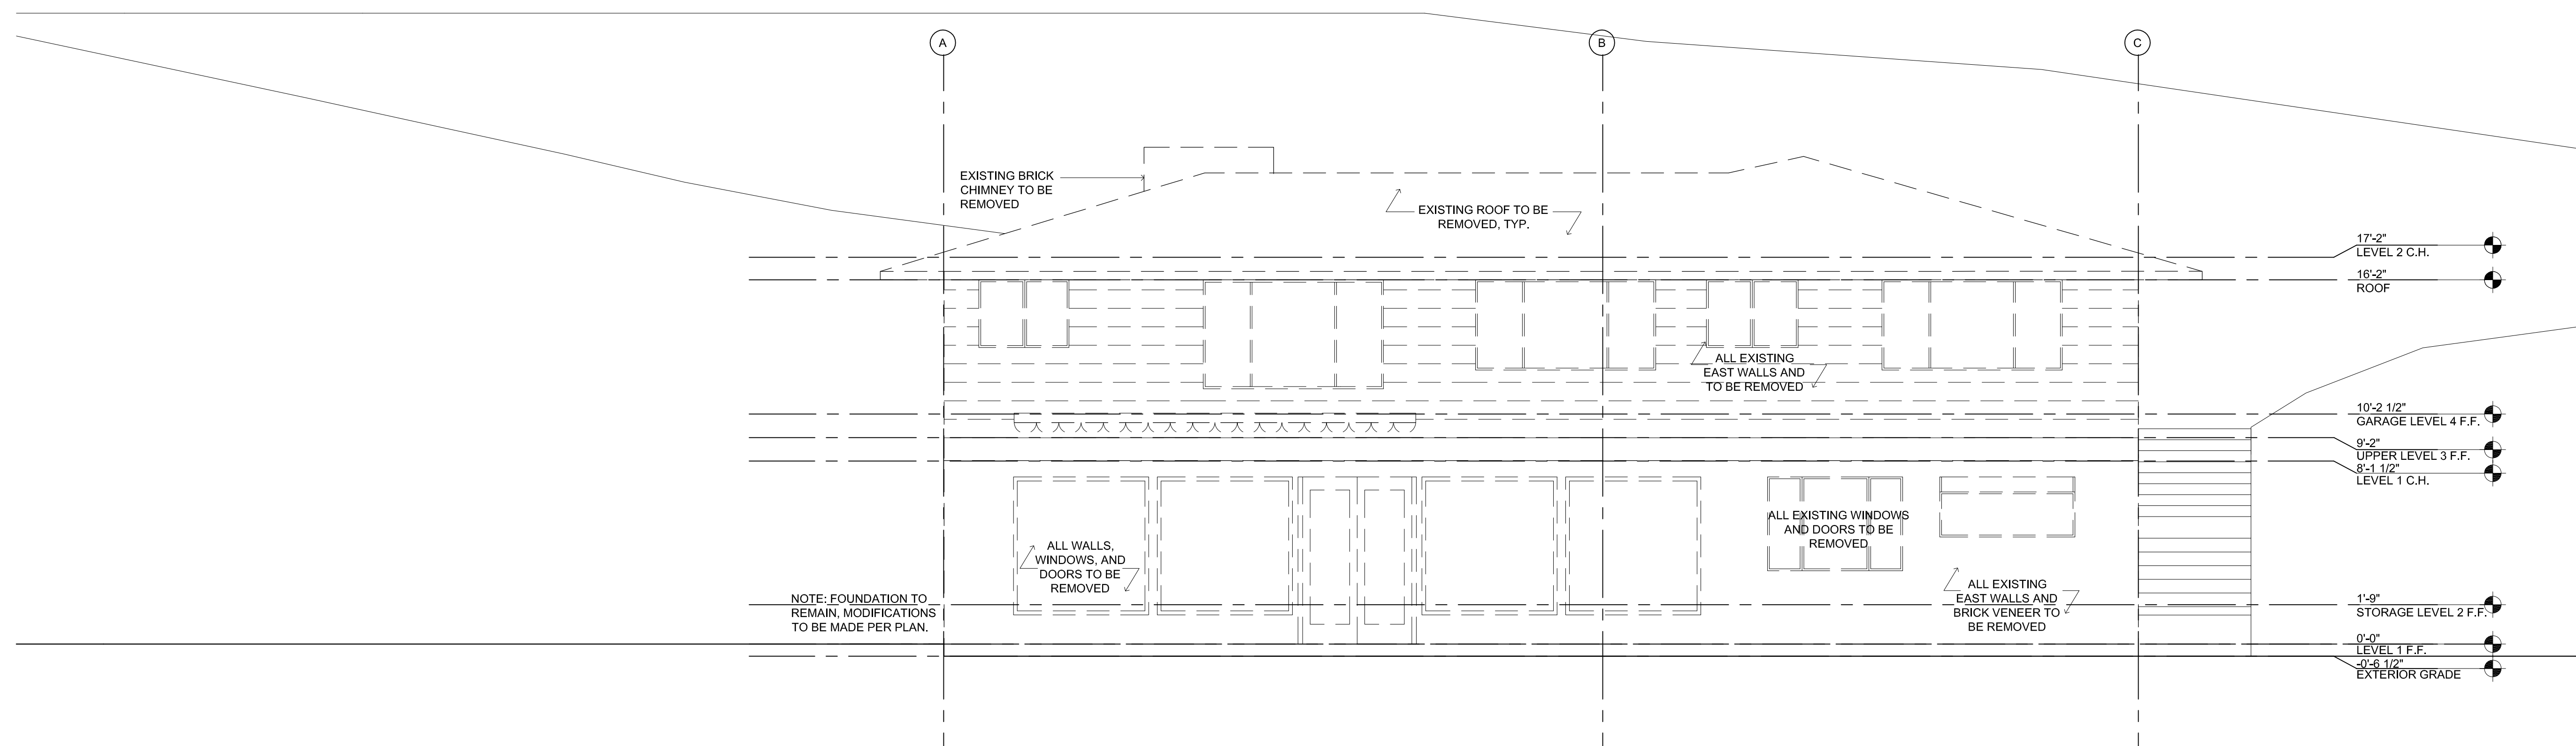 A
B
C
EXISTING BRICK
CHIMNEY TO BE
REMOVED
EXISTING ROOF TO BE
REMOVED, TYP.
17'-2"
LEVEL 2 C.H.
16'-2"
ROOF
ALL EXISTING
EAST WALLS AND
TO BE REMOVED
10'-2 1/2"
GARAGE LEVEL 4 F.F.
9'-2"
UPPER LEVEL 3 F.F.
8'-1 1/2"
LEVEL 1 C.H.
ALL EXISTING WINDOWS
AND DOORS TO BE
REMOVED
ALL WALLS,
WINDOWS, AND
DOORS TO BE
REMOVED
ALL EXISTING
EAST WALLS AND
BRICK VENEER TO
BE REMOVED
NOTE: FOUNDATION TO
REMAIN, MODIFICATIONS
TO BE MADE PER PLAN.
1'-9"
STORAGE LEVEL 2 F.F.
0'-0"
LEVEL 1 F.F.
-0'-6 1/2"
EXTERIOR GRADE